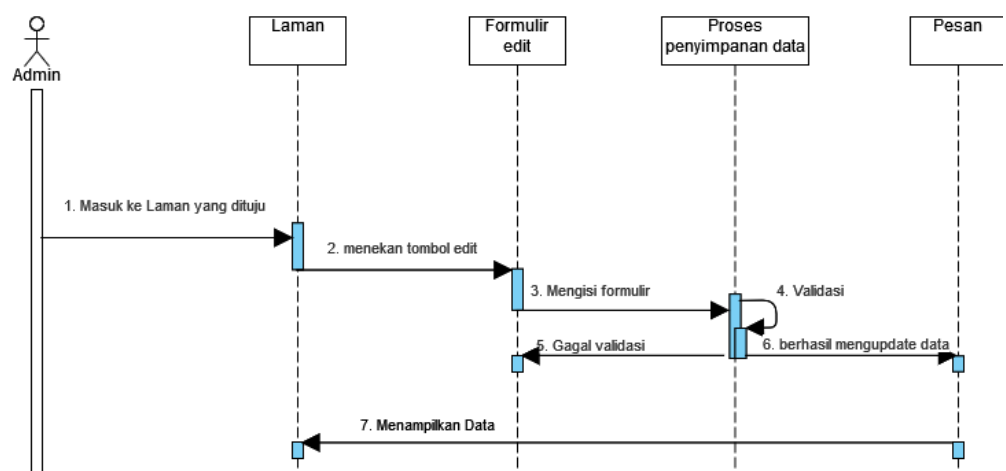 Admin
Laman
Formulir
edit
Proses
penyimpanan data
Pesan
1. Masuk ke Laman yang dituju
2. menekan tombol edit
3. Mengisi formulir
4. Validasi
5. Gagal validasi
6. berhasil mengupdate data
7. Menampilkan Data